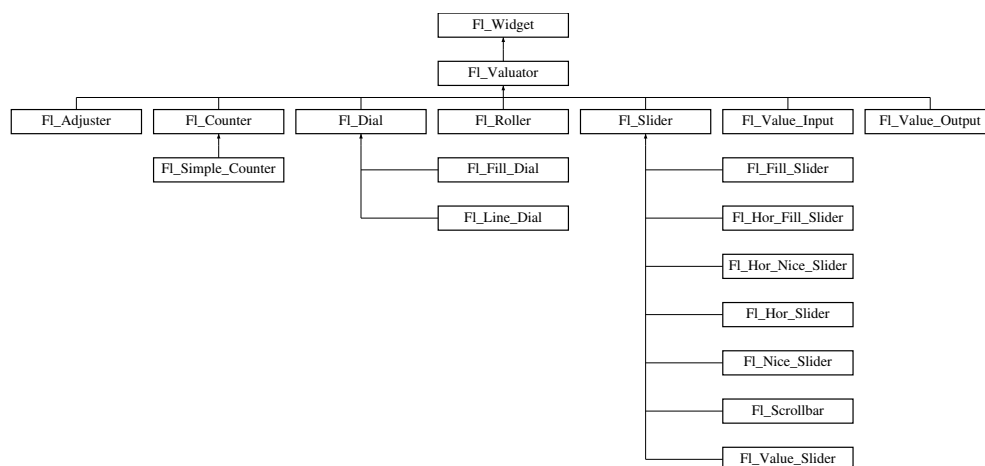 Fl_Widget
Fl_Valuator
Fl_Adjuster
Fl_Counter
Fl_Dial
Fl_Roller
Fl_Slider
Fl_Value_Input
Fl_Value_Output
Fl_Simple_Counter
Fl_Fill_Dial
Fl_Fill_Slider
Fl_Line_Dial
Fl_Hor_Fill_Slider
Fl_Hor_Nice_Slider
Fl_Hor_Slider
Fl_Nice_Slider
Fl_Scrollbar
Fl_Value_Slider